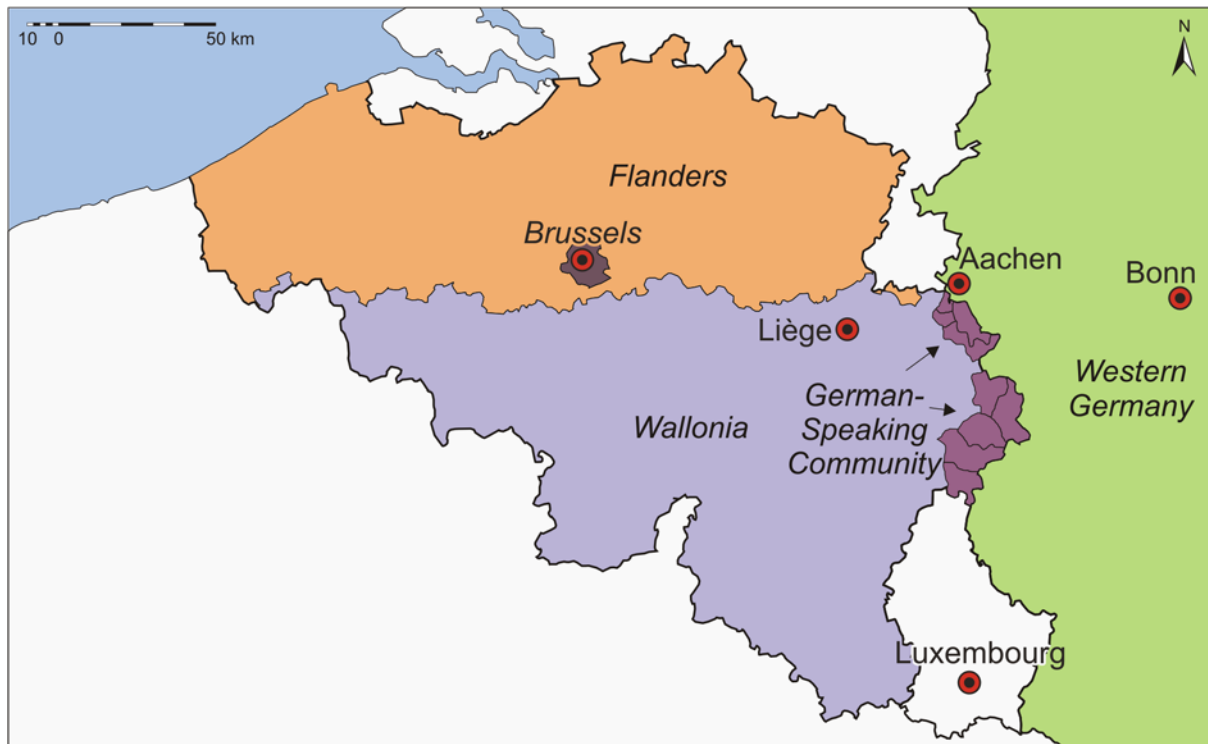 N
10 0 50 km
Flanders
Brussels
Aachen
Bonn
Liège
German-
Speaking
Community
Western
Germany
Wallonia
Luxembourg